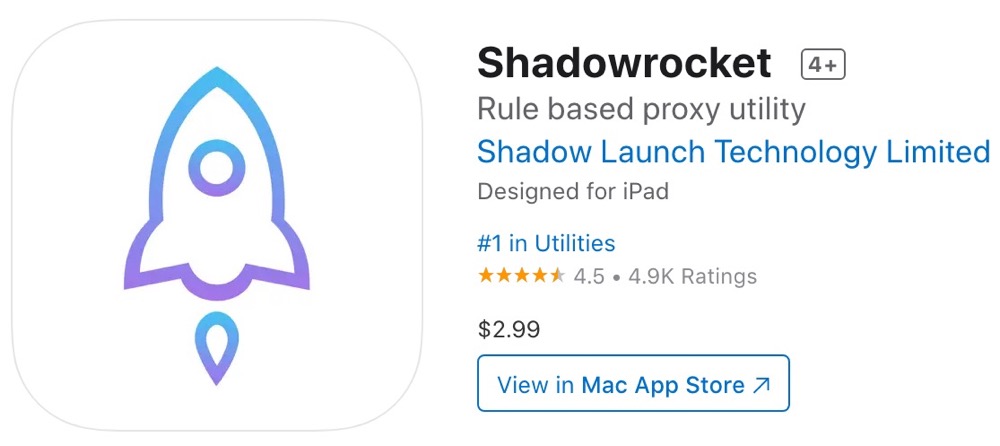 Shadowrocket 4+
Rule based proxy utility
Shadow Launch Technology Limited
Designed for iPad
#1 in Utilities
★★★★⯪ 4.5 • 4.9K Ratings
$2.99
View in Mac App Store ↗